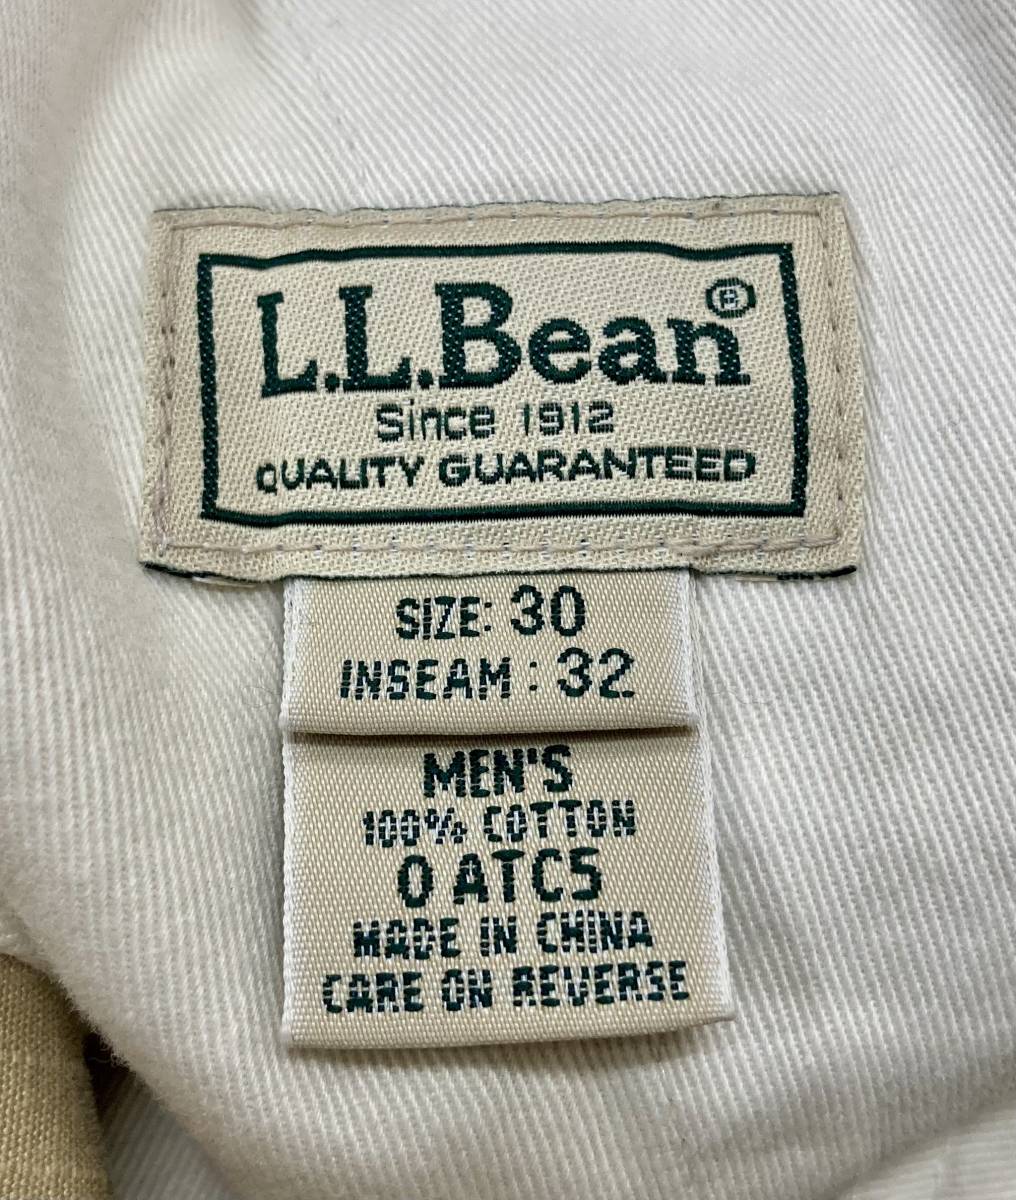 L.L.Bean®
Since 1912
QUALITY GUARANTEED
SIZE: 30
INSEAM : 32
MEN'S
100% COTTON
0 ATC5
MADE IN CHINA
CARE ON REVERSE